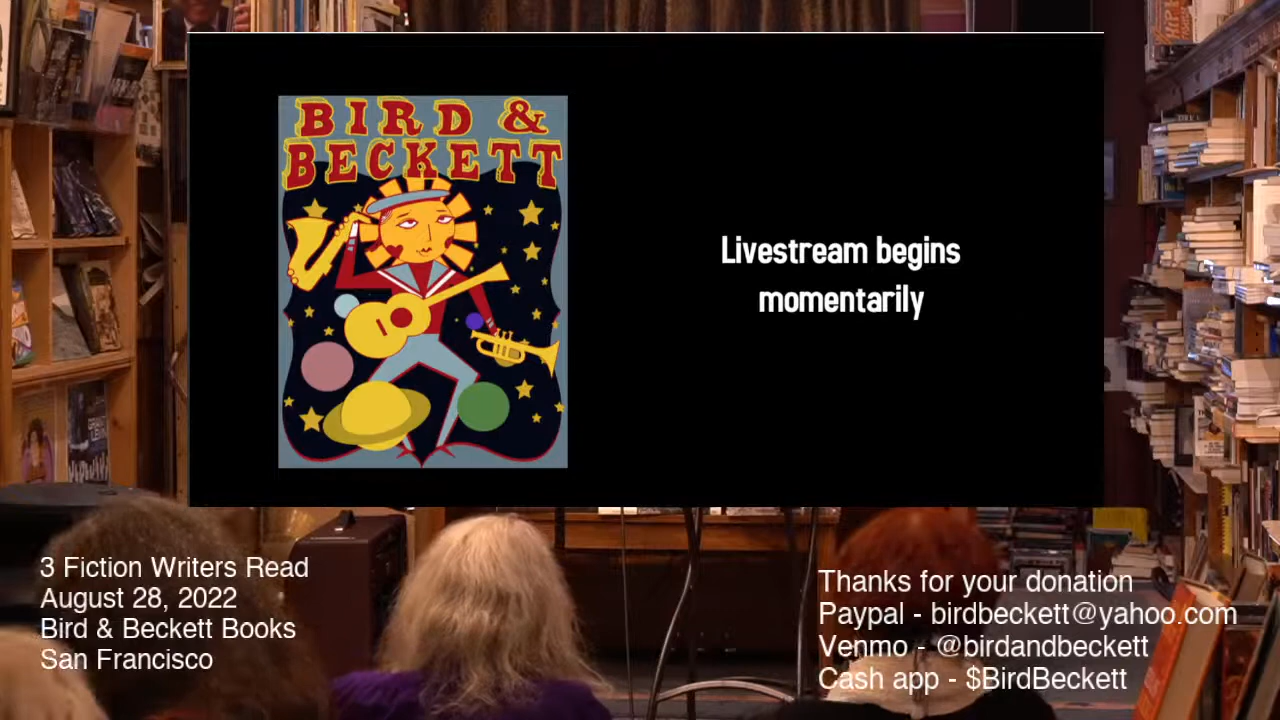 BIRD &
BECKETT
Livestream begins
momentarily
3 Fiction Writers Read
August 28, 2022
Bird & Beckett Books
San Francisco
Thanks for your donation
Paypal - birdbeckett@yahoo.com
Venmo - @birdandbeckett
Cash app - $BirdBeckett